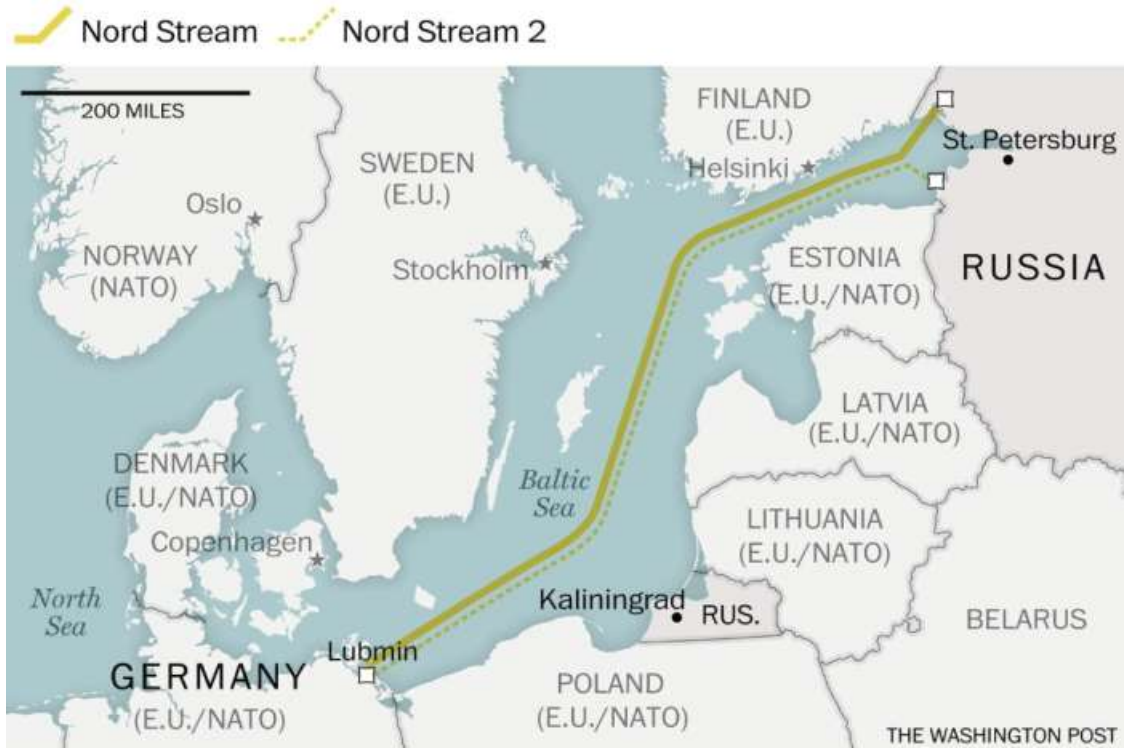 Nord Stream
Nord Stream 2
200 MILES
FINLAND
(E.U.)
St. Petersburg
SWEDEN
(E.U.)
Helsinki
Oslo
NORWAY
(NATO)
Stockholm
ESTONIA
(E.U./NATO)
RUSSIA
LATVIA
(E.U./NATO)
DENMARK
(E.U./NATO)
Baltic
Sea
LITHUANIA
(E.U./NATO)
Copenhagen
North
Sea
Kaliningrad
RUS.
BELARUS
Lubmin
GERMANY
(E.U./NATO)
POLAND
(E.U./NATO)
THE WASHINGTON POST